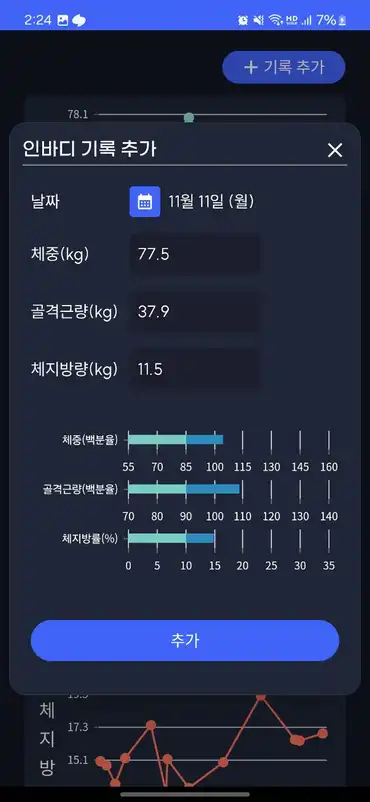 2:24 HD 7%
+ 기록 추가
78.1
인바디 기록 추가
날짜 11월 11일 (월)
체중(kg) 77.5
골격근량(kg) 37.9
체지방량(kg) 11.5
체중(백분율)
55 70 85 100 115 130 145 160
골격근량(백분율)
70 80 90 100 110 120 130 140
체지방률(%)
0 5 10 15 20 25 30 35
추가
체
지 17.3
방 15.1